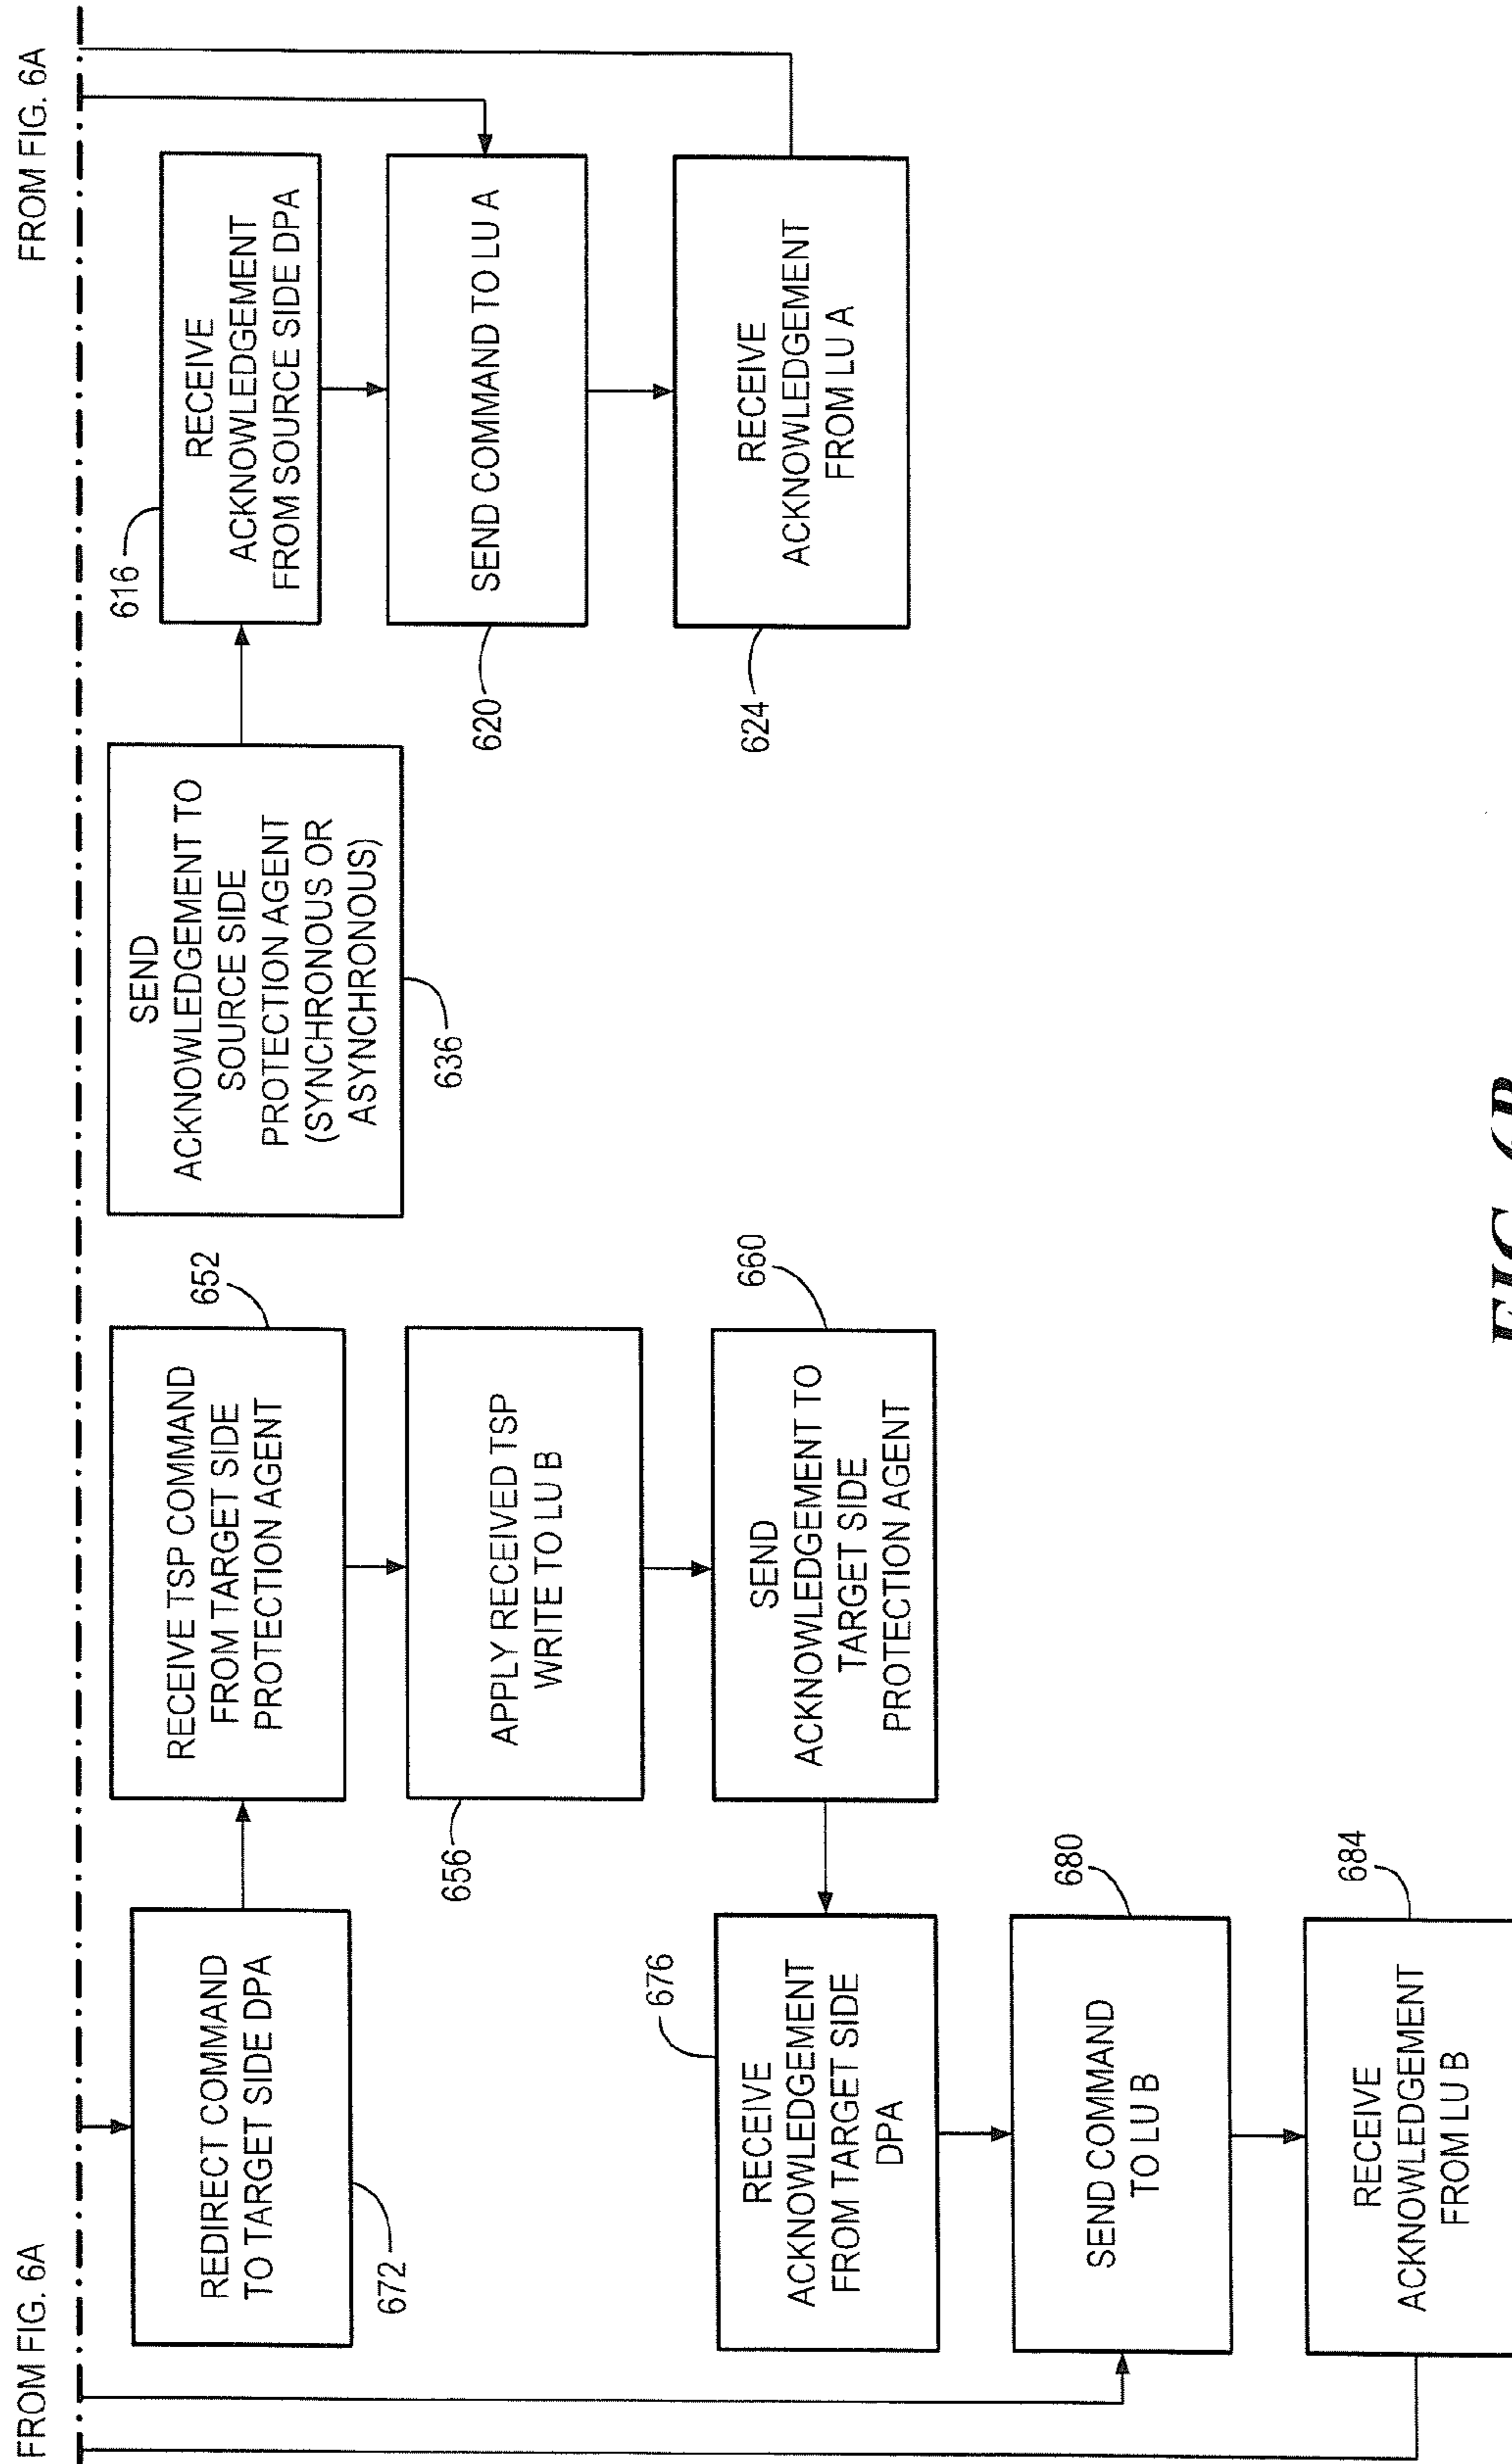 FROM FIG. 6A
FROM FIG. 6A
REDIRECT COMMAND
TO TARGET SIDE DPA
672
RECEIVE TSP COMMAND
FROM TARGET SIDE
PROTECTION AGENT
652
SEND
ACKNOWLEDGEMENT TO
SOURCE SIDE
PROTECTION AGENT
(SYNCHRONOUS OR
ASYNCHRONOUS)
636
RECEIVE
ACKNOWLEDGEMENT
FROM SOURCE SIDE DPA
616
APPLY RECEIVED TSP
WRITE TO LU B
656
SEND COMMAND TO LU A
620
RECEIVE
ACKNOWLEDGEMENT
FROM TARGET SIDE
DPA
676
SEND
ACKNOWLEDGEMENT TO
TARGET SIDE
PROTECTION AGENT
660
RECEIVE
ACKNOWLEDGEMENT
FROM LU A
624
SEND COMMAND
TO LU B
680
RECEIVE
ACKNOWLEDGEMENT
FROM LU B
684
FIG. 6B